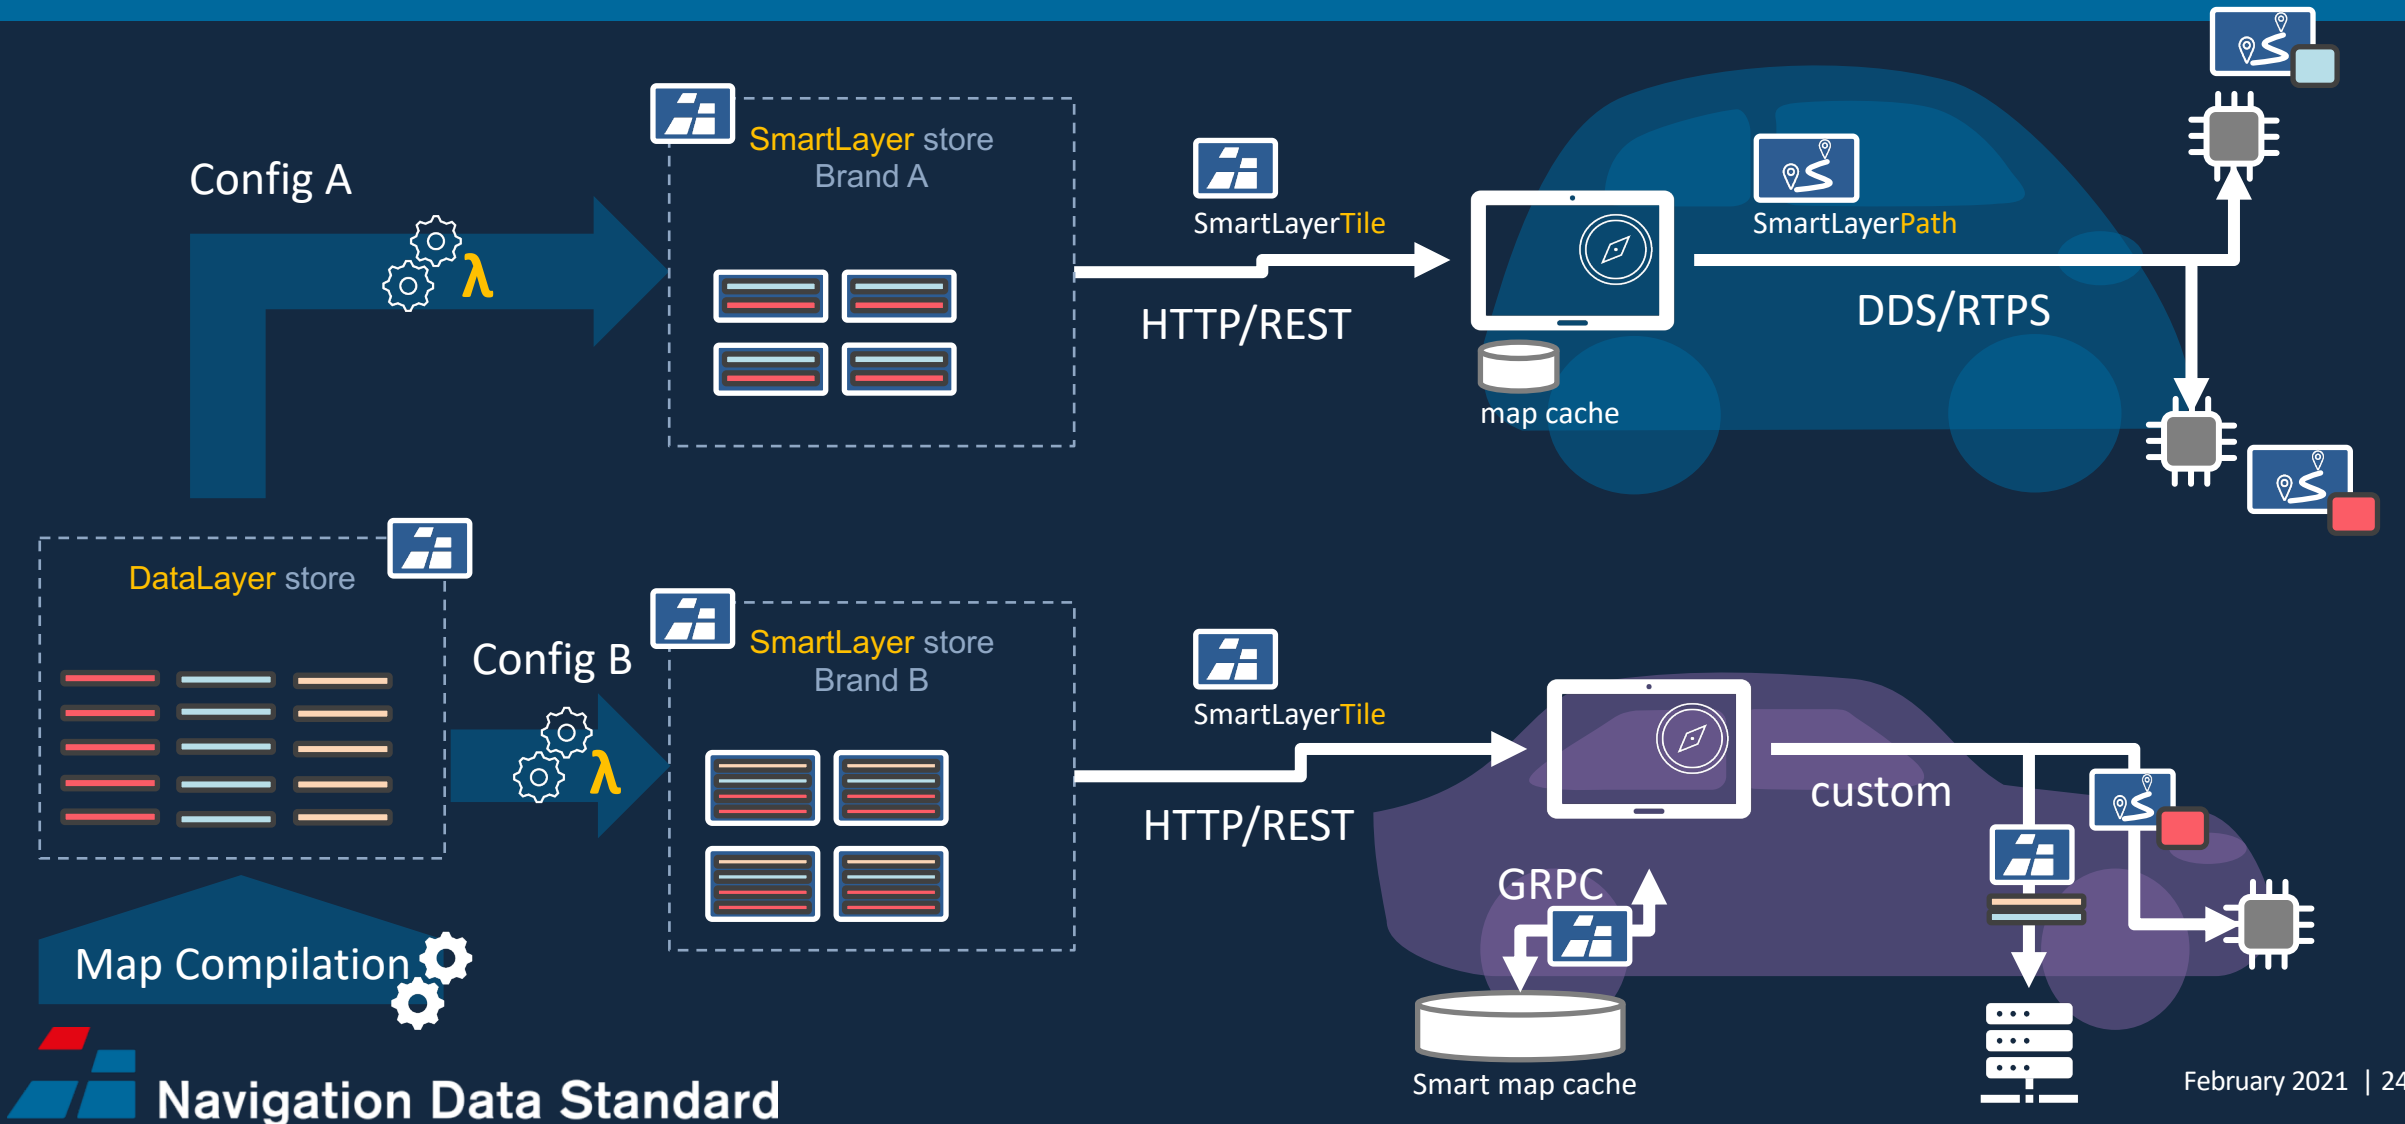 Config A
λ
SmartLayer store
Brand A
SmartLayerTile
HTTP/REST
map cache
SmartLayerPath
DDS/RTPS
DataLayer store
Config B
λ
SmartLayer store
Brand B
SmartLayerTile
HTTP/REST
custom
GRPC
Smart map cache
Map Compilation
Navigation Data Standard
February 2021 | 24